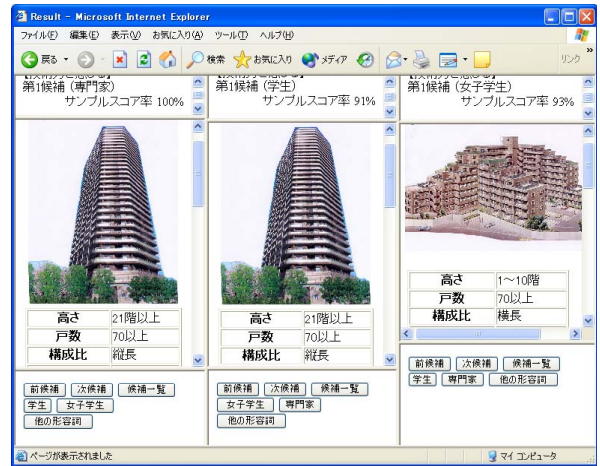 Result - Microsoft Internet Explorer
ファイル(F) 編集(E) 表示(V) お気に入り(A) ツール(T) ヘルプ(H)
戻る 検索 お気に入り メディア リンク »
第1候補 (専門家)
サンプルスコア率 100%
高さ 21階以上
戸数 70以上
構成比 縦長
前候補 次候補 候補一覧
学生 女子学生
他の形容詞
第1候補 (学生)
サンプルスコア率 91%
高さ 21階以上
戸数 70以上
構成比 縦長
前候補 次候補 候補一覧
女子学生 専門家
他の形容詞
第1候補 (女子学生)
サンプルスコア率 93%
高さ 1～10階
戸数 70以上
構成比 横長
前候補 次候補 候補一覧
学生 専門家 他の形容詞
ページが表示されました マイ コンピュータ